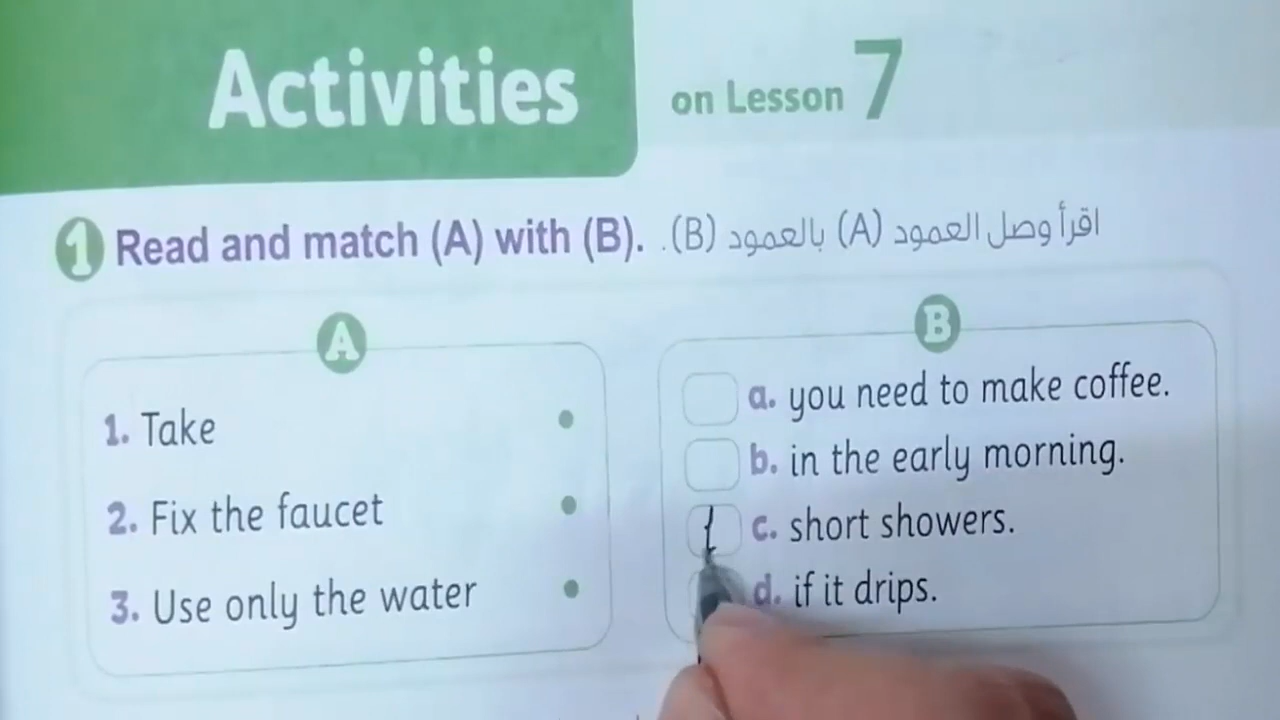 Activities on Lesson 7
1 Read and match (A) with (B). اقرأ وصل العمود (A) بالعمود (B).
A
1. Take
2. Fix the faucet
3. Use only the water
B
a. you need to make coffee.
b. in the early morning.
1 c. short showers.
d. if it drips.